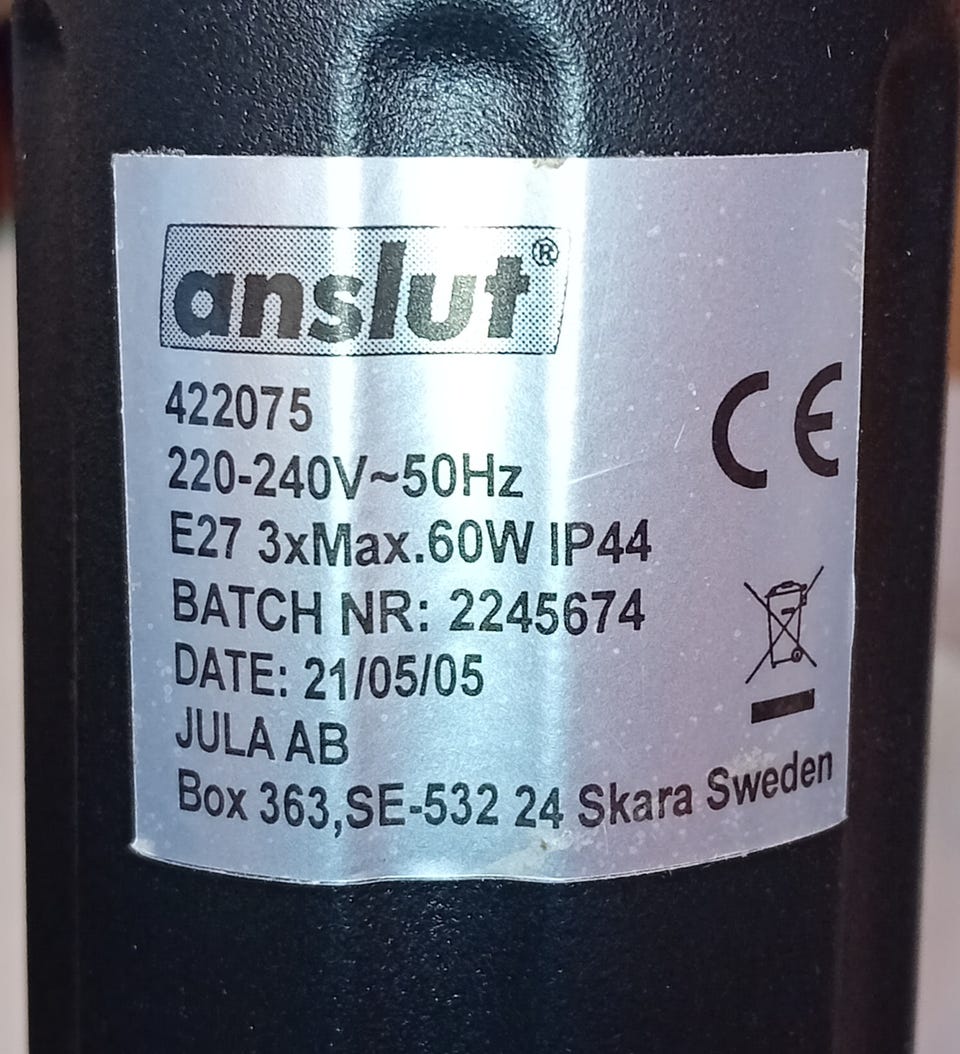 anslut®
422075
220-240V~50Hz
E27 3xMax.60W IP44
BATCH NR: 2245674
DATE: 21/05/05
JULA AB
Box 363,SE-532 24 Skara Sweden
CE